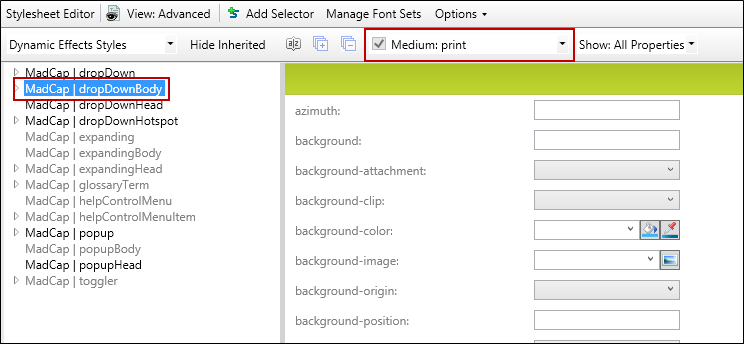 Stylesheet Editor View: Advanced Add Selector Manage Font Sets Options
Dynamic Effects Styles Hide Inherited Medium: print Show: All Properties
MadCap | dropDown
MadCap | dropDownBody
MadCap | dropDownHead
MadCap | dropDownHotspot
MadCap | expanding
MadCap | expandingBody
MadCap | expandingHead
MadCap | glossaryTerm
MadCap | helpControlMenu
MadCap | helpControlMenuItem
MadCap | popup
MadCap | popupBody
MadCap | popupHead
MadCap | toggler
azimuth:
background:
background-attachment:
background-clip:
background-color:
background-image:
background-origin:
background-position: